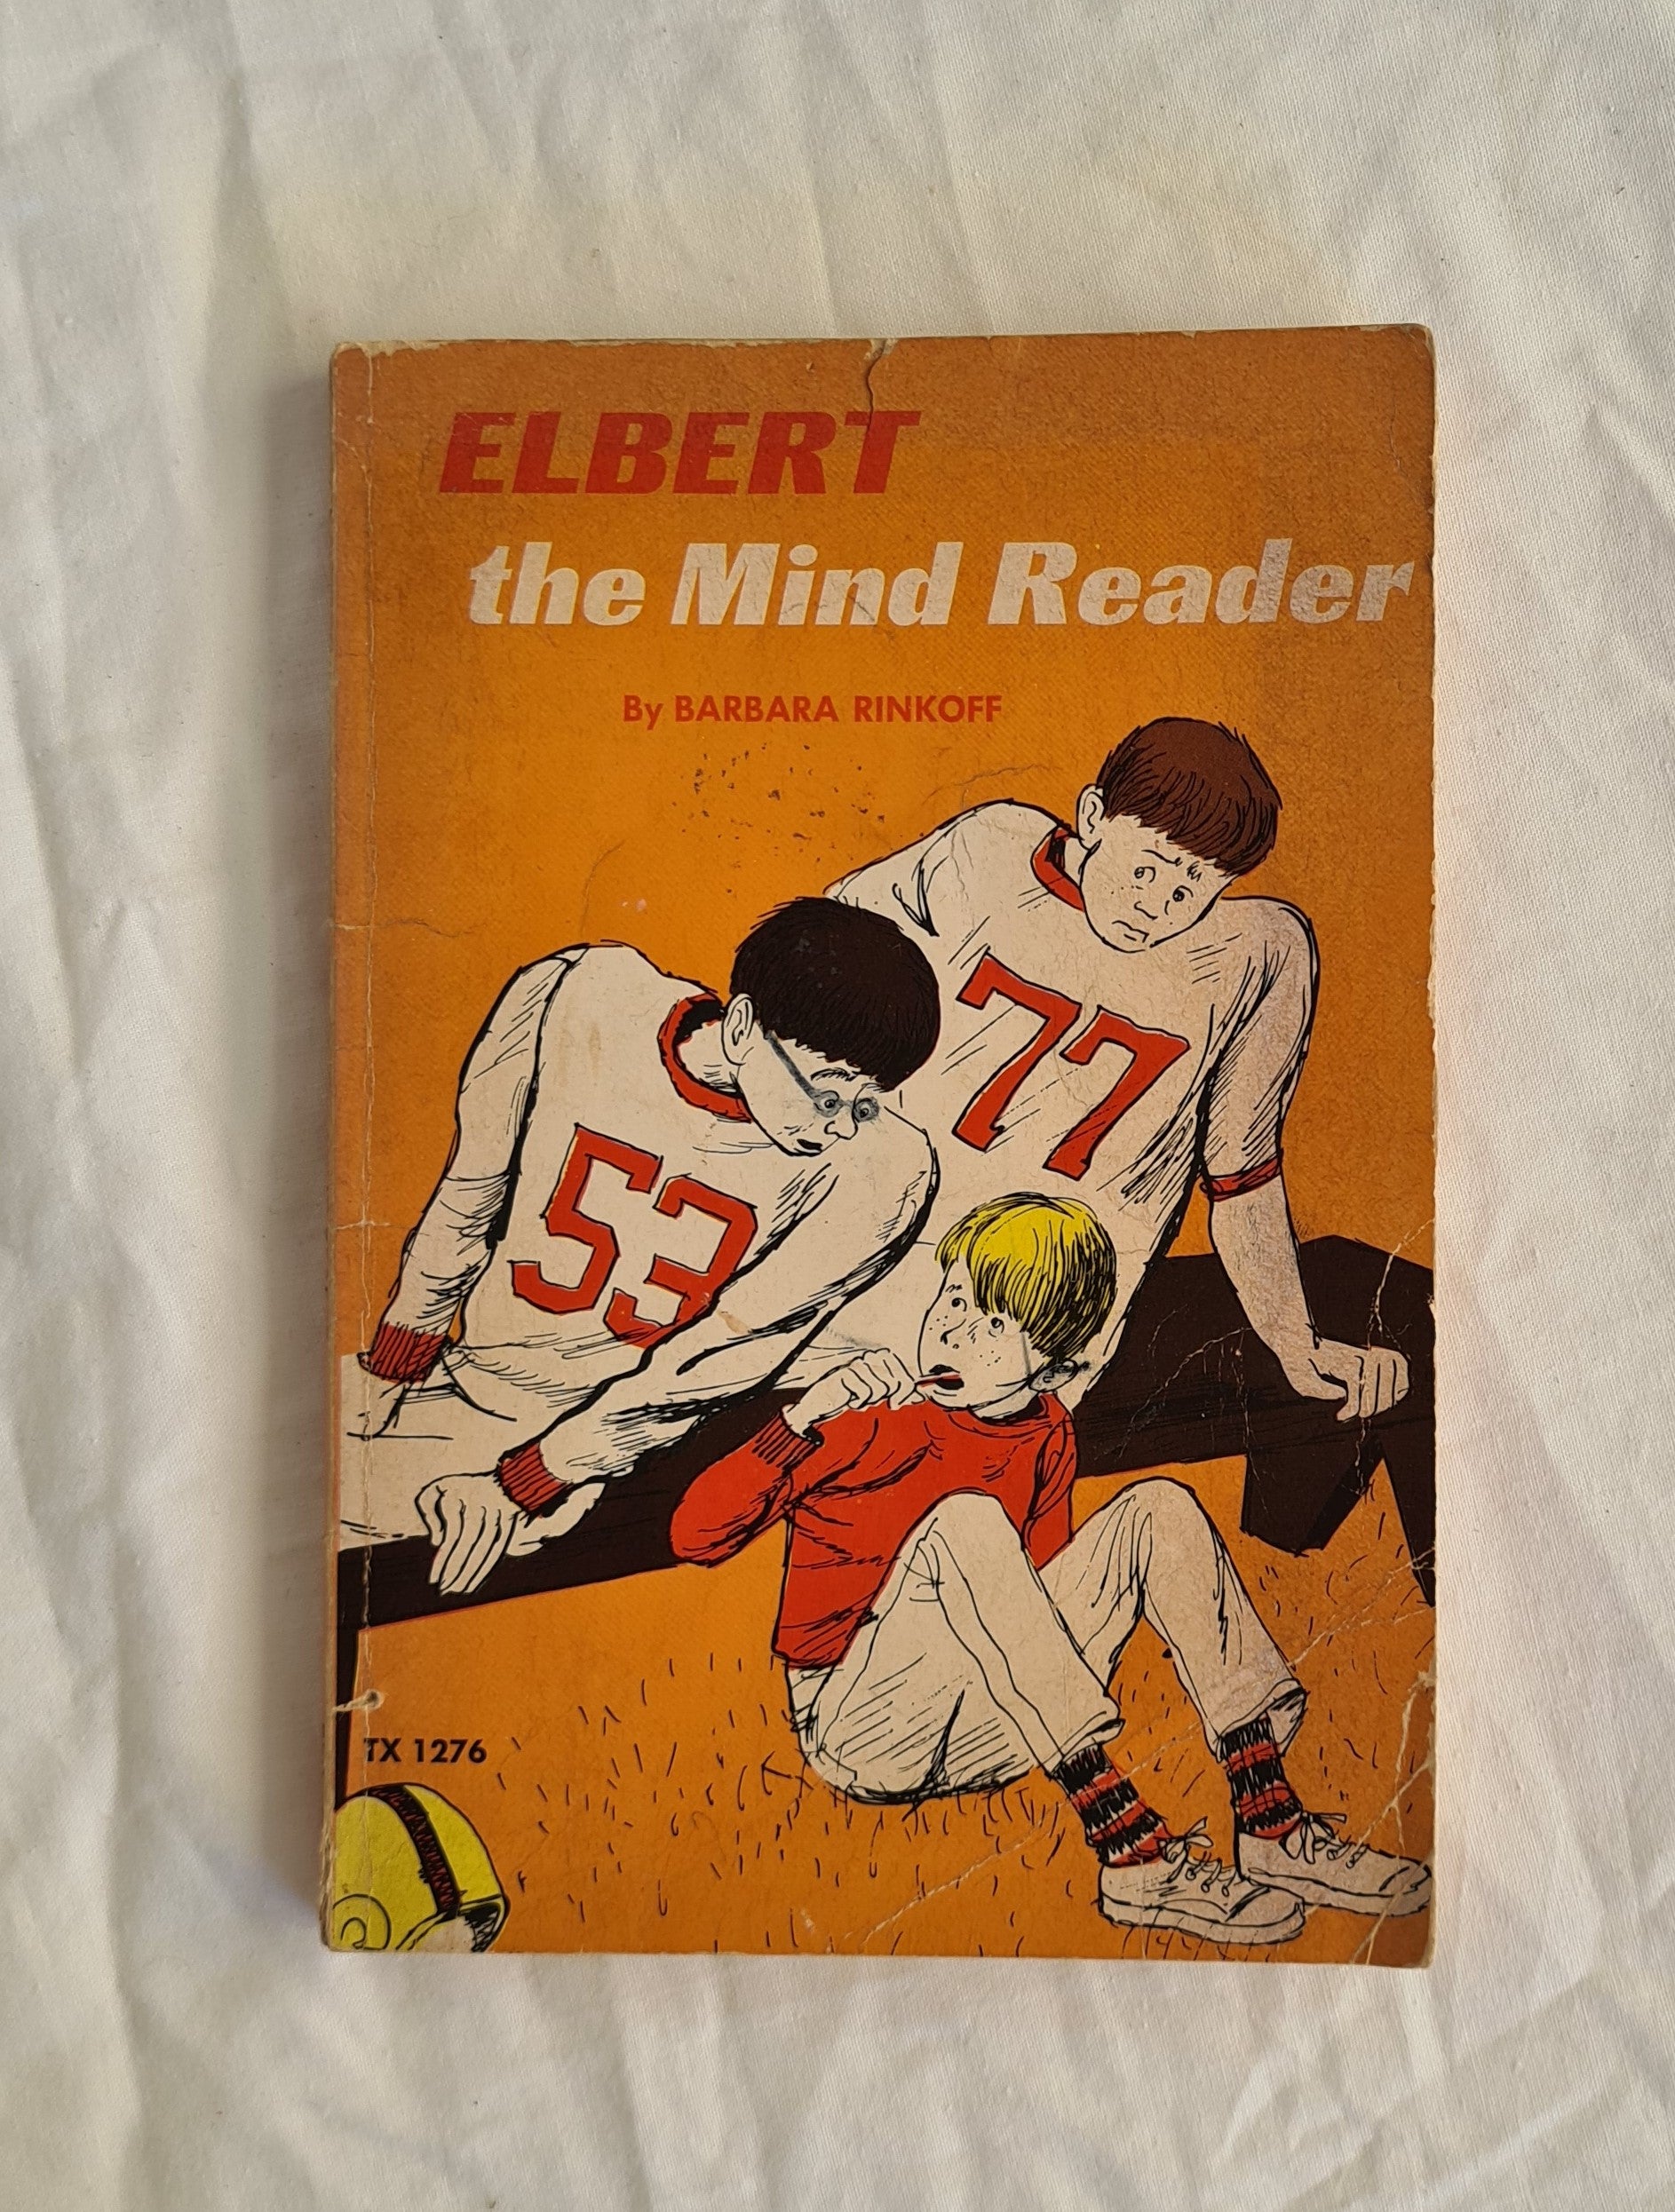 ELBERT
the Mind Reader
By BARBARA RINKOFF
77
53
TX 1276